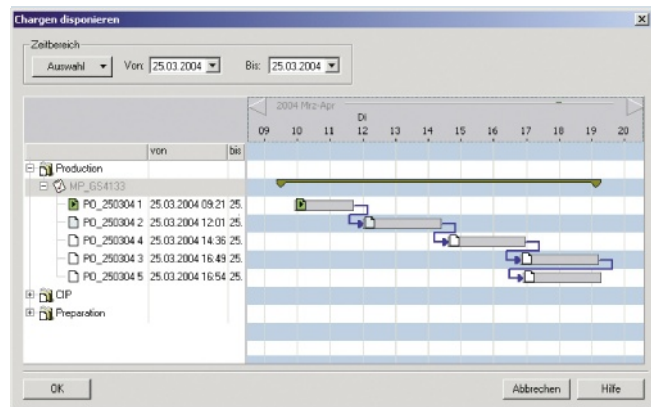 Chargen disponieren
Zeitbereich
Auswahl Von: 25.03.2004 Bis: 25.03.2004
2004 Mrz-Apr
DI
09 10 11 12 13 14 15 16 17 18 19 20
von bis
Production
MP_GS4133
PO_250304 1 25.03.2004 09:21 25.
PO_250304 2 25.03.2004 12:01 25.
PO_250304 4 25.03.2004 14:36 25.
PO_250304 3 25.03.2004 16:49 25.
PO_250304 5 25.03.2004 16:54 25.
CIP
Preparation
OK Abbrechen Hilfe